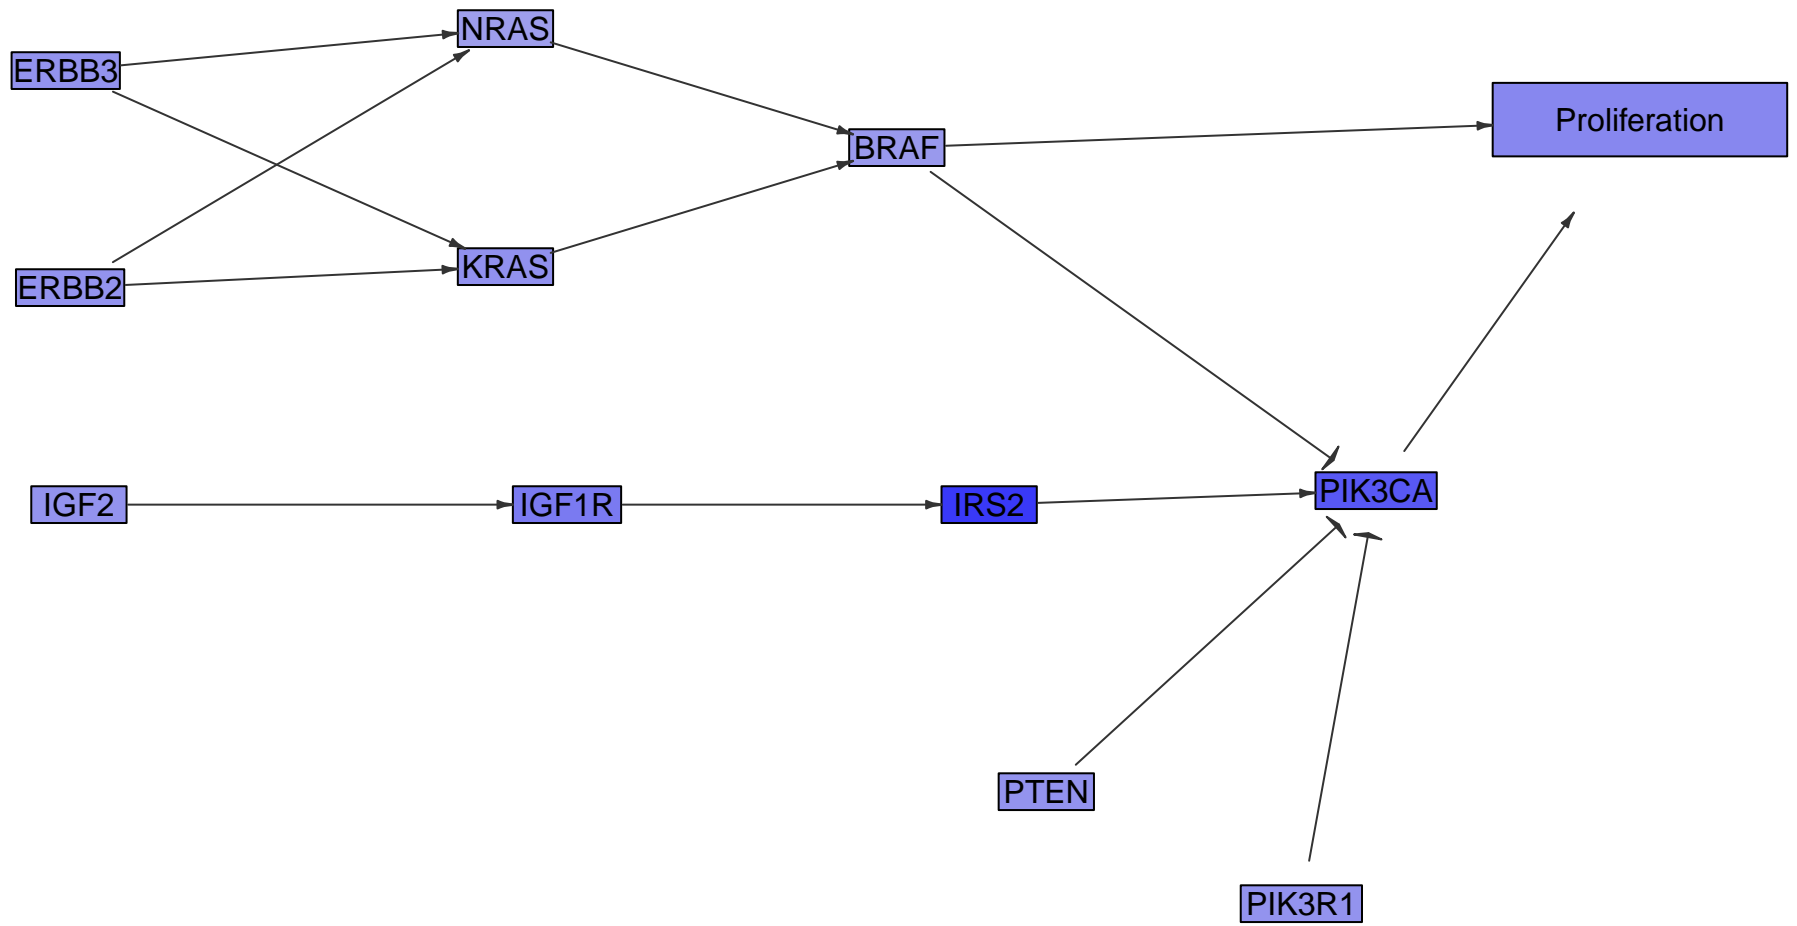 NRAS
ERBB3
Proliferation
BRAF
KRAS
ERBB2
IGF2
IGF1R
IRS2
PIK3CA
PTEN
PIK3R1